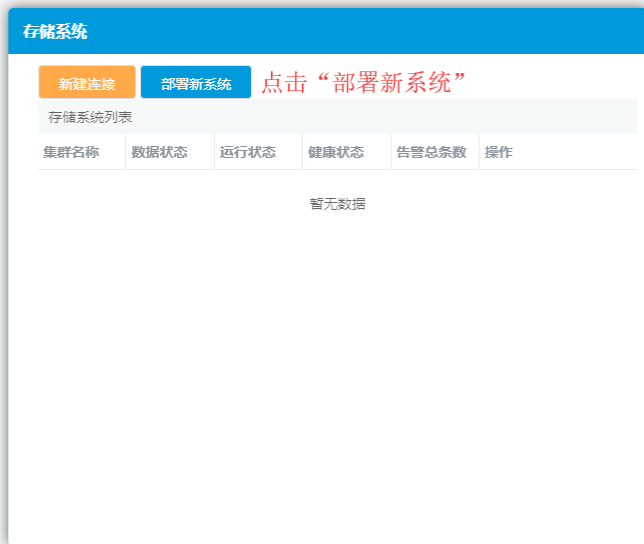 存储系统
新建连接 部署新系统 点击“部署新系统”
存储系统列表
集群名称 数据状态 运行状态 健康状态 告警总条数 操作
暂无数据